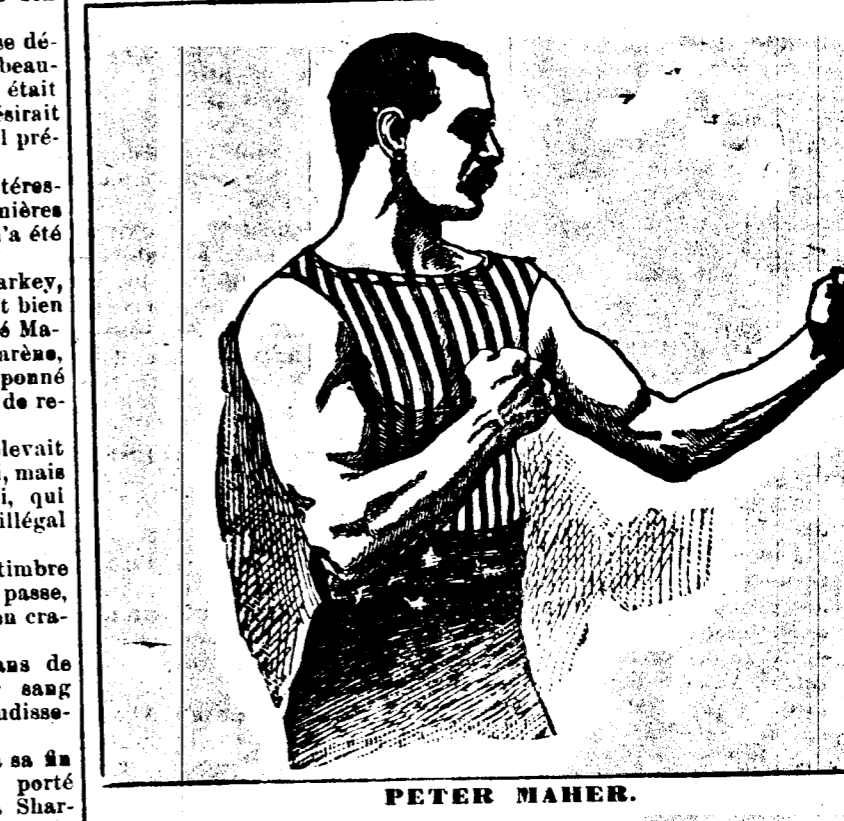 se dé-
beau-
était
ésirait
l pré-
téres-
nières
'a été
arkey,
t bien
é Ma-
arène,
ponné
de re-
levait
i, mais
i, qui
illégal
timbre
passe,
en cra-
ans de
sang
udisse-
sa fin
porté
Shar-
PETER MAHER.